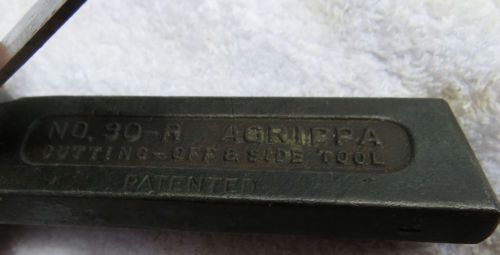 NO. 30-R AGRIPPA
CUTTING-OFF & SIDE TOOL
PATENTED